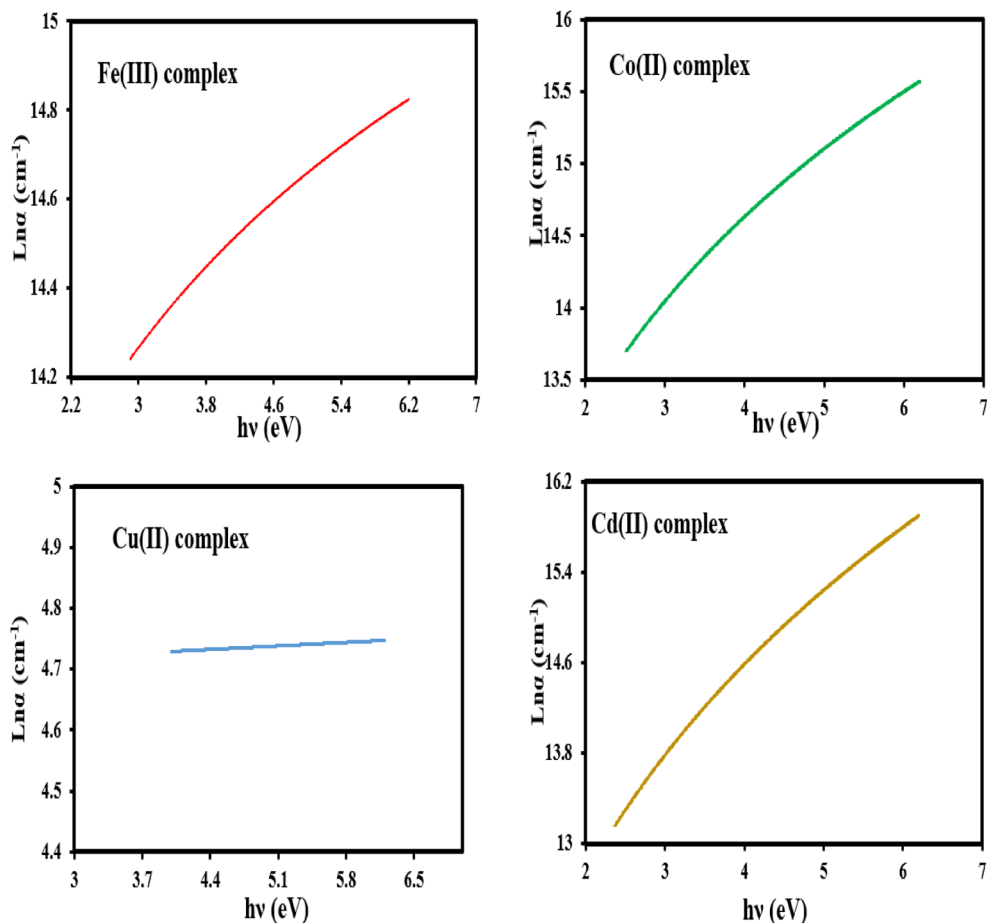 Fe(III) complex
Lnα (cm⁻¹)
15
14.8
14.6
14.4
14.2
2.2 3 3.8 4.6 5.4 6.2 7
hν (eV)
Co(II) complex
Lnα (cm⁻¹)
16
15.5
15
14.5
14
13.5
2 3 4 5 6 7
hν (eV)
Cu(II) complex
Lnα (cm⁻¹)
5
4.9
4.8
4.7
4.6
4.5
4.4
3 3.7 4.4 5.1 5.8 6.5
hν (eV)
Cd(II) complex
Lnα (cm⁻¹)
16.2
15.4
14.6
13.8
13
2 3 4 5 6 7
hν (eV)